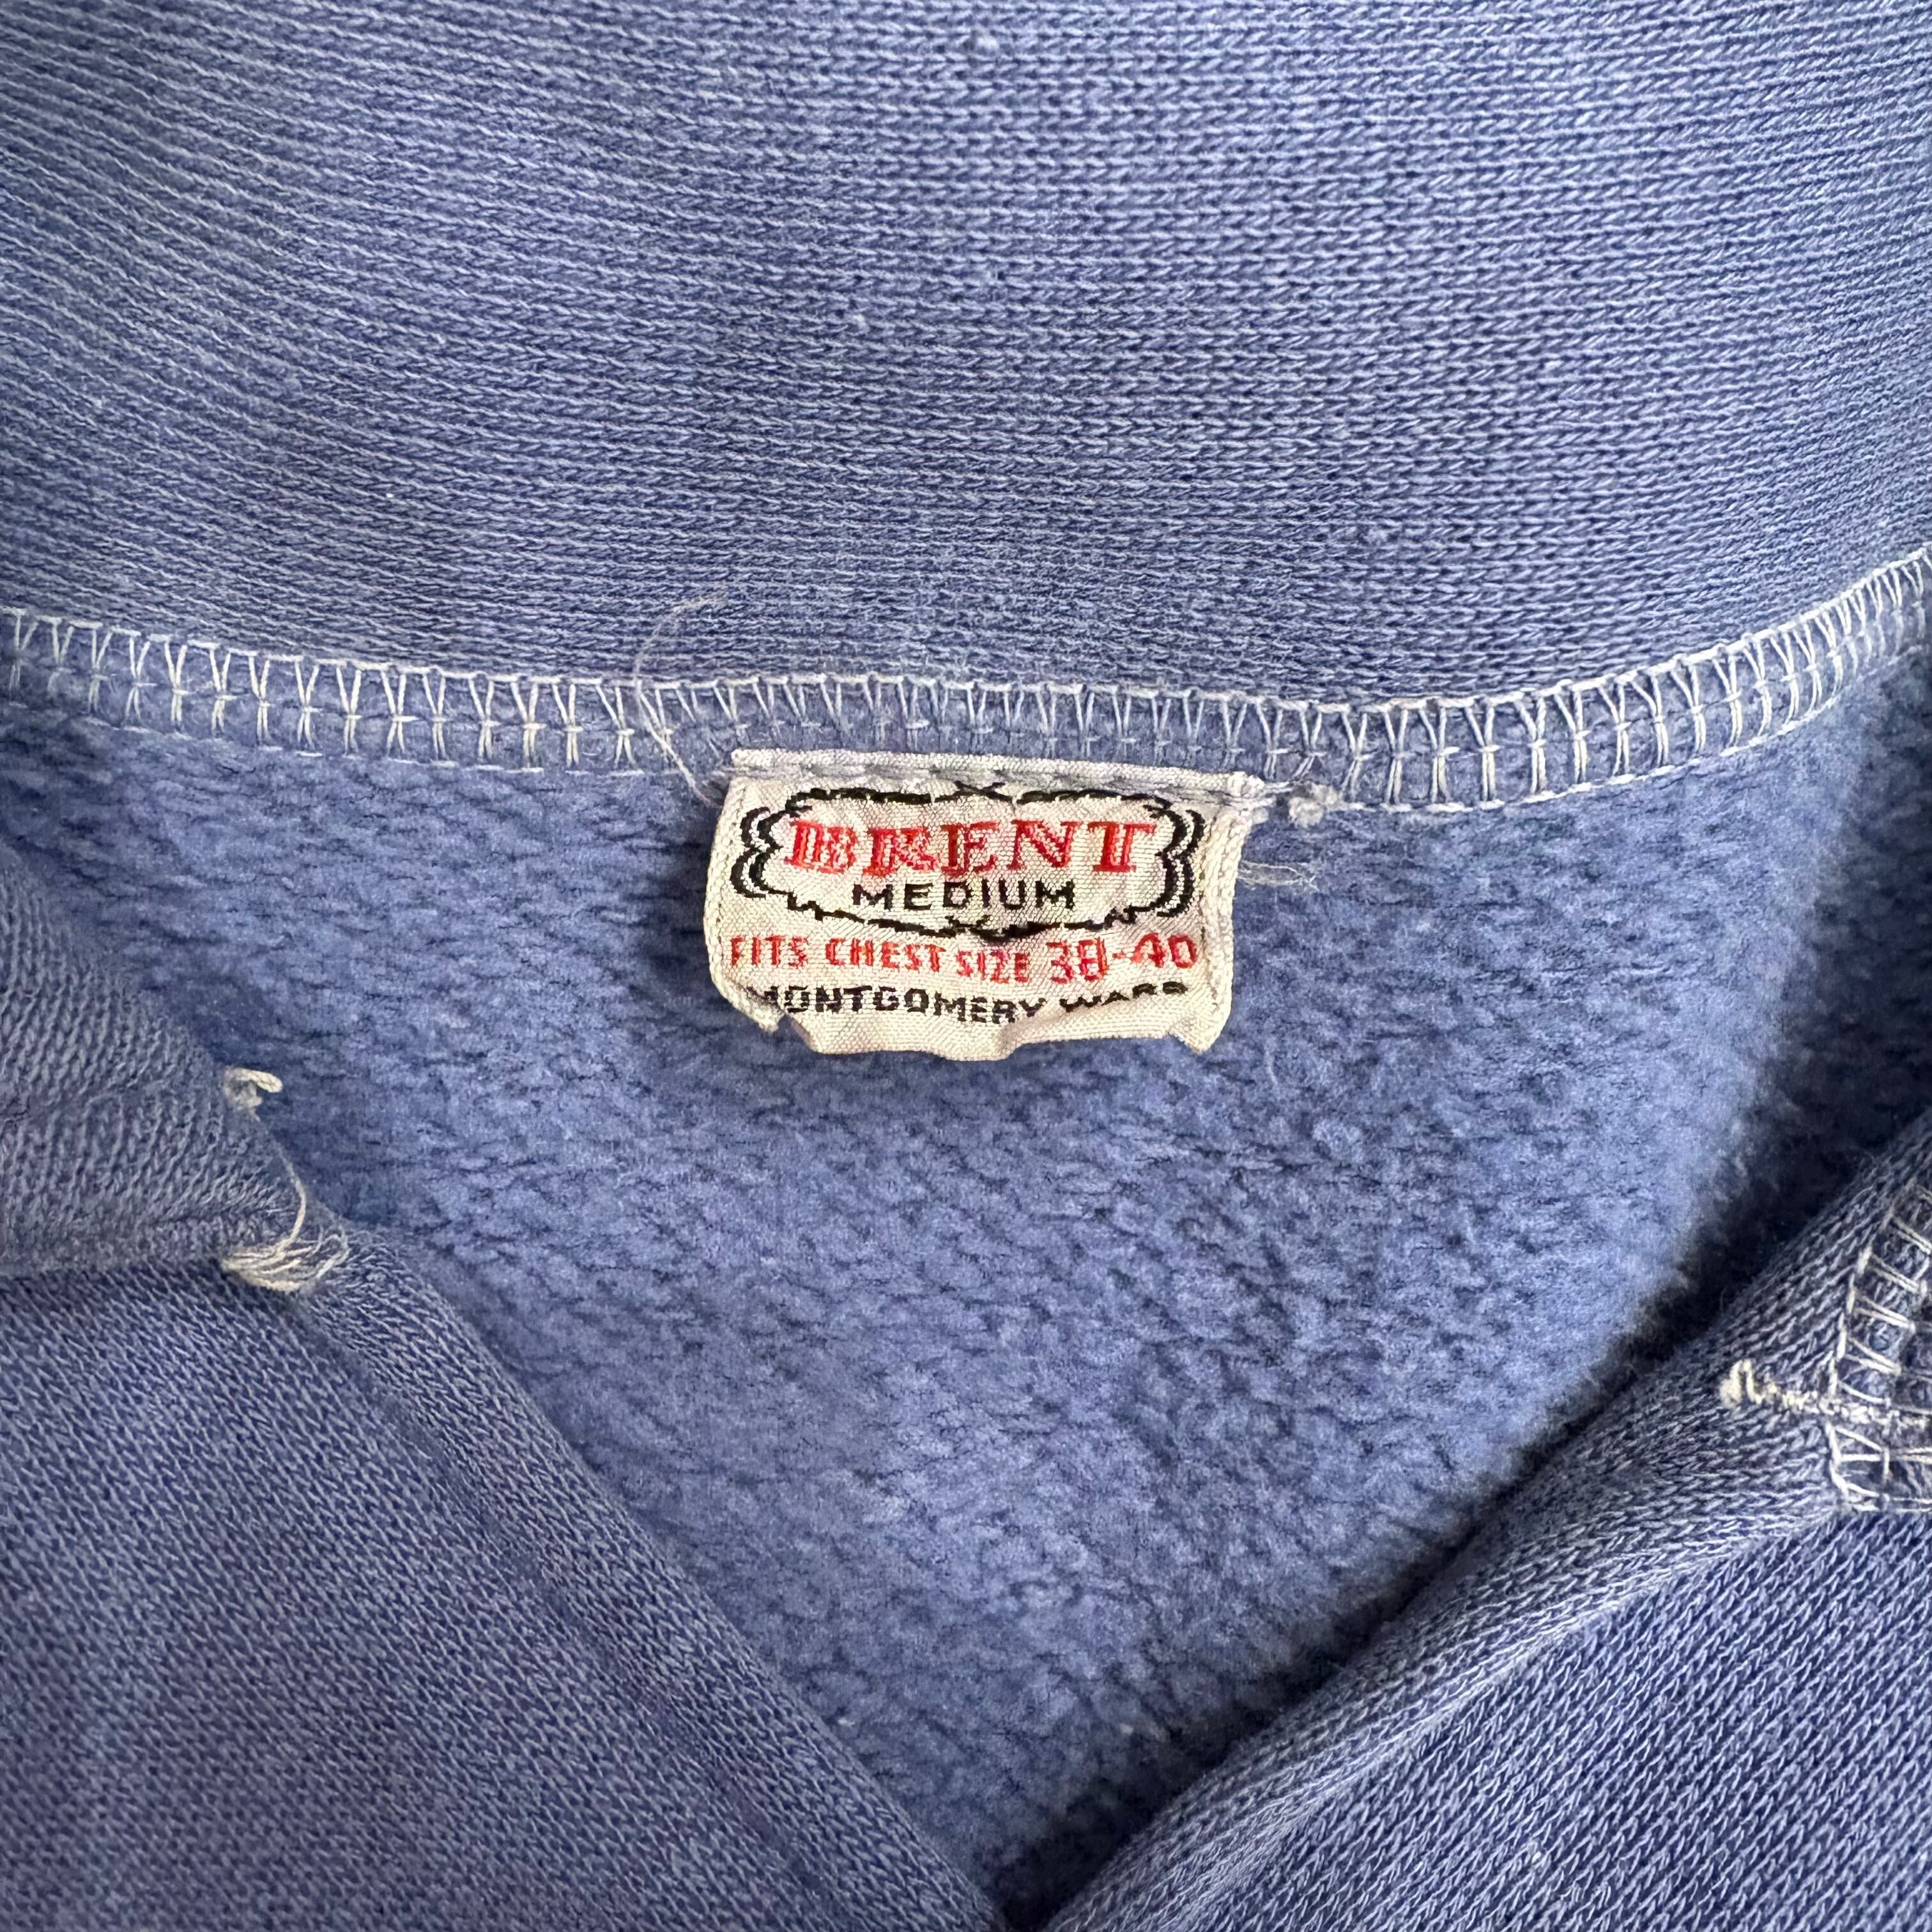 BRENT
MEDIUM
FITS CHEST SIZE 38-40
MONTGOMERY WARD